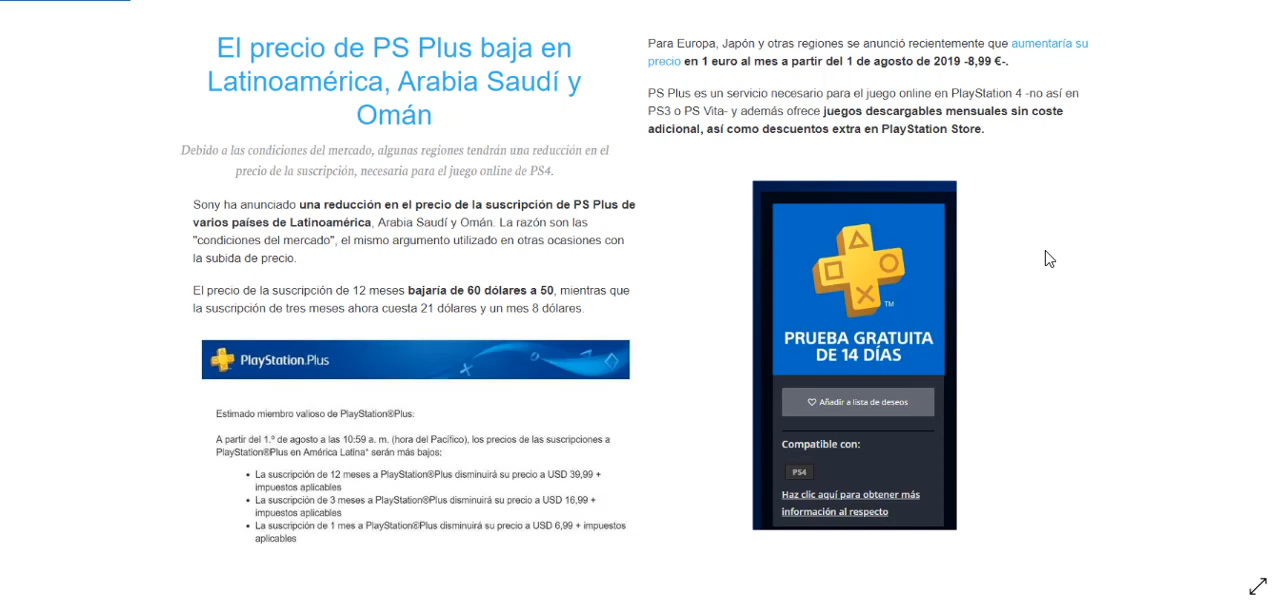 El precio de PS Plus baja en
Latinoamérica, Arabia Saudí y
Omán
Debido a las condiciones del mercado, algunas regiones tendrán una reducción en el
precio de la suscripción, necesaria para el juego online de PS4.
Sony ha anunciado una reducción en el precio de la suscripción de PS Plus de
varios países de Latinoamérica, Arabia Saudí y Omán. La razón son las
"condiciones del mercado", el mismo argumento utilizado en otras ocasiones con
la subida de precio.
El precio de la suscripción de 12 meses bajaría de 60 dólares a 50, mientras que
la suscripción de tres meses ahora cuesta 21 dólares y un mes 8 dólares.
PlayStation.Plus
Estimado miembro valioso de PlayStation®Plus:
A partir del 1.º de agosto a las 10:59 a. m. (hora del Pacífico), los precios de las suscripciones a
PlayStation®Plus en América Latina* serán más bajos:
• La suscripción de 12 meses a PlayStation®Plus disminuirá su precio a USD 39,99 +
impuestos aplicables
• La suscripción de 3 meses a PlayStation®Plus disminuirá su precio a USD 16,99 +
impuestos aplicables
• La suscripción de 1 mes a PlayStation®Plus disminuirá su precio a USD 6,99 + impuestos
aplicables
Para Europa, Japón y otras regiones se anunció recientemente que aumentaría su
precio en 1 euro al mes a partir del 1 de agosto de 2019 -8,99 €-.
PS Plus es un servicio necesario para el juego online en PlayStation 4 -no así en
PS3 o PS Vita- y además ofrece juegos descargables mensuales sin coste
adicional, así como descuentos extra en PlayStation Store.
TM
PRUEBA GRATUITA
DE 14 DÍAS
Añadir a lista de deseos
Compatible con:
PS4
Haz clic aquí para obtener más
información al respecto